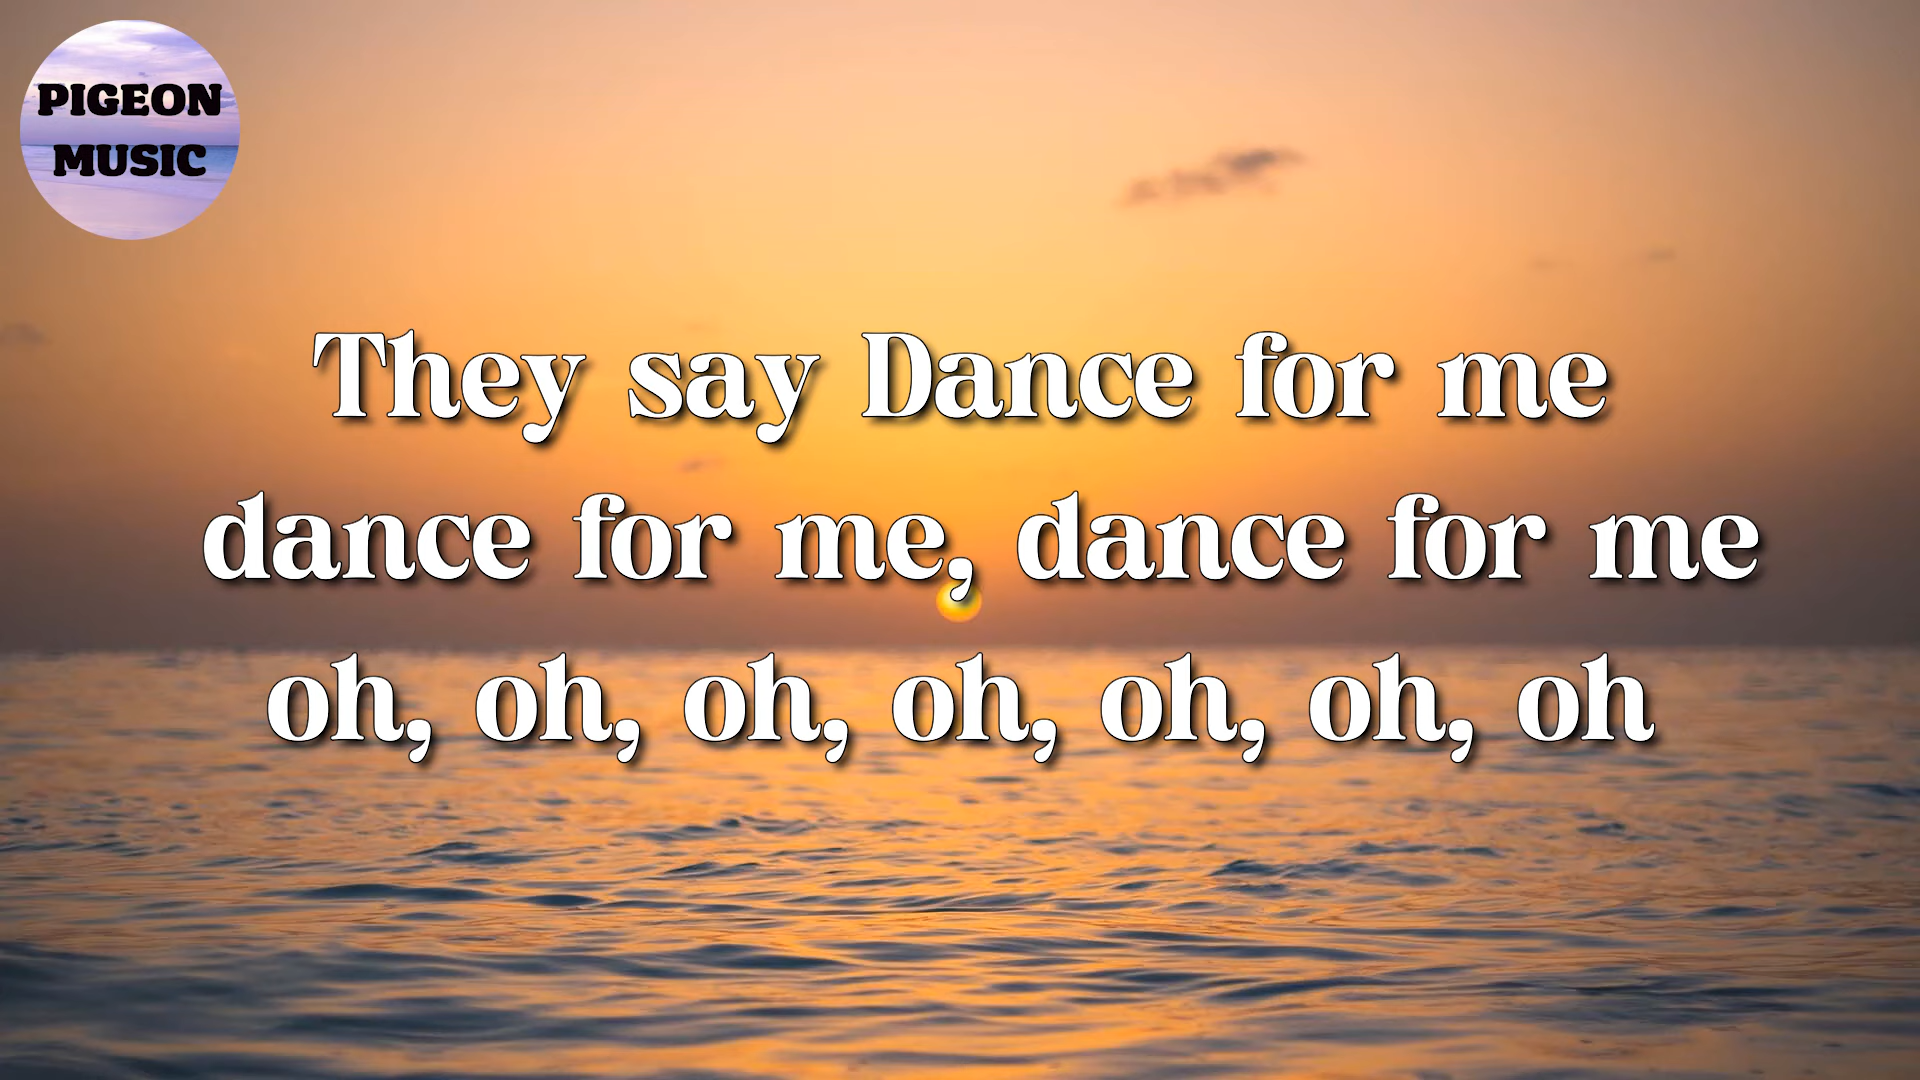 PIGEON
MUSIC
They say Dance for me
dance for me, dance for me
oh, oh, oh, oh, oh, oh, oh